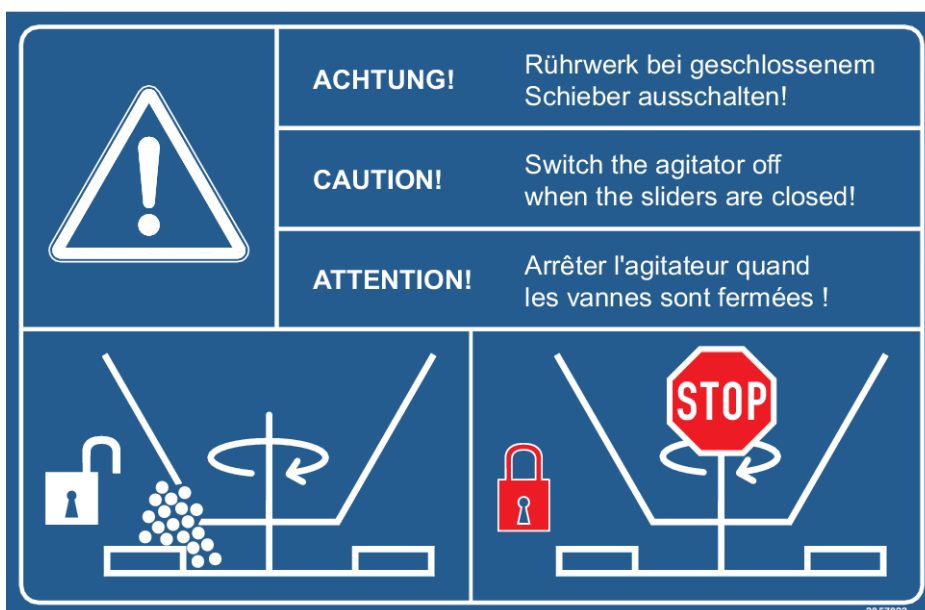 ACHTUNG!
Rührwerk bei geschlossenem
Schieber ausschalten!
CAUTION!
Switch the agitator off
when the sliders are closed!
ATTENTION!
Arrêter l'agitateur quand
les vannes sont fermées !
STOP